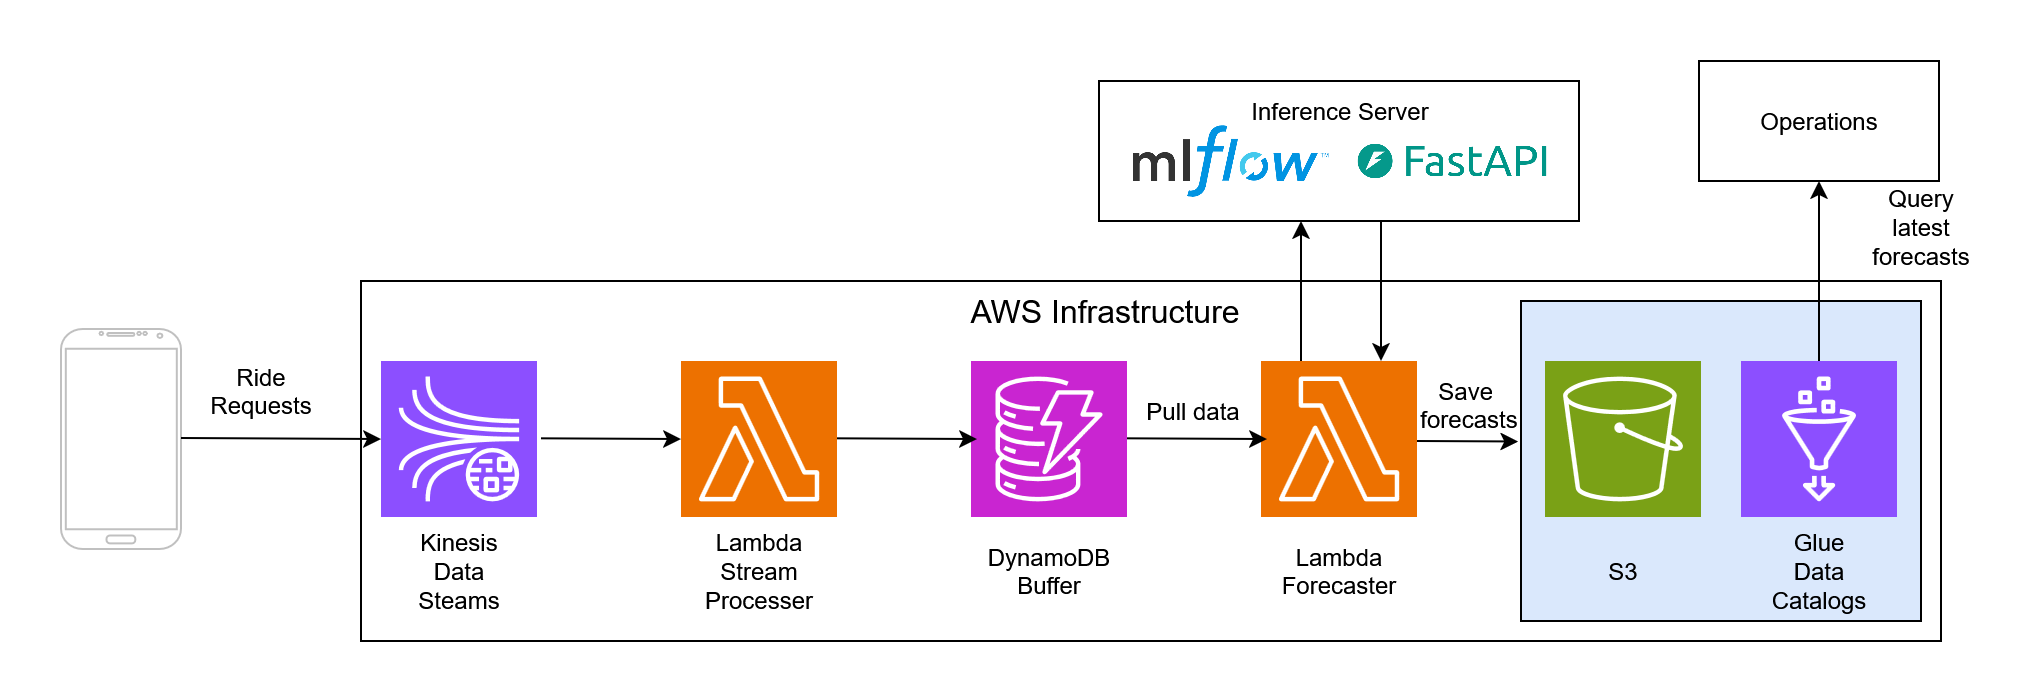 Inference Server
mlflow™
FastAPI
Operations
Query
latest
forecasts
AWS Infrastructure
Ride
Requests
Pull data
Save
forecasts
Kinesis
Data
Steams
Lambda
Stream
Processer
DynamoDB
Buffer
Lambda
Forecaster
S3
Glue
Data
Catalogs